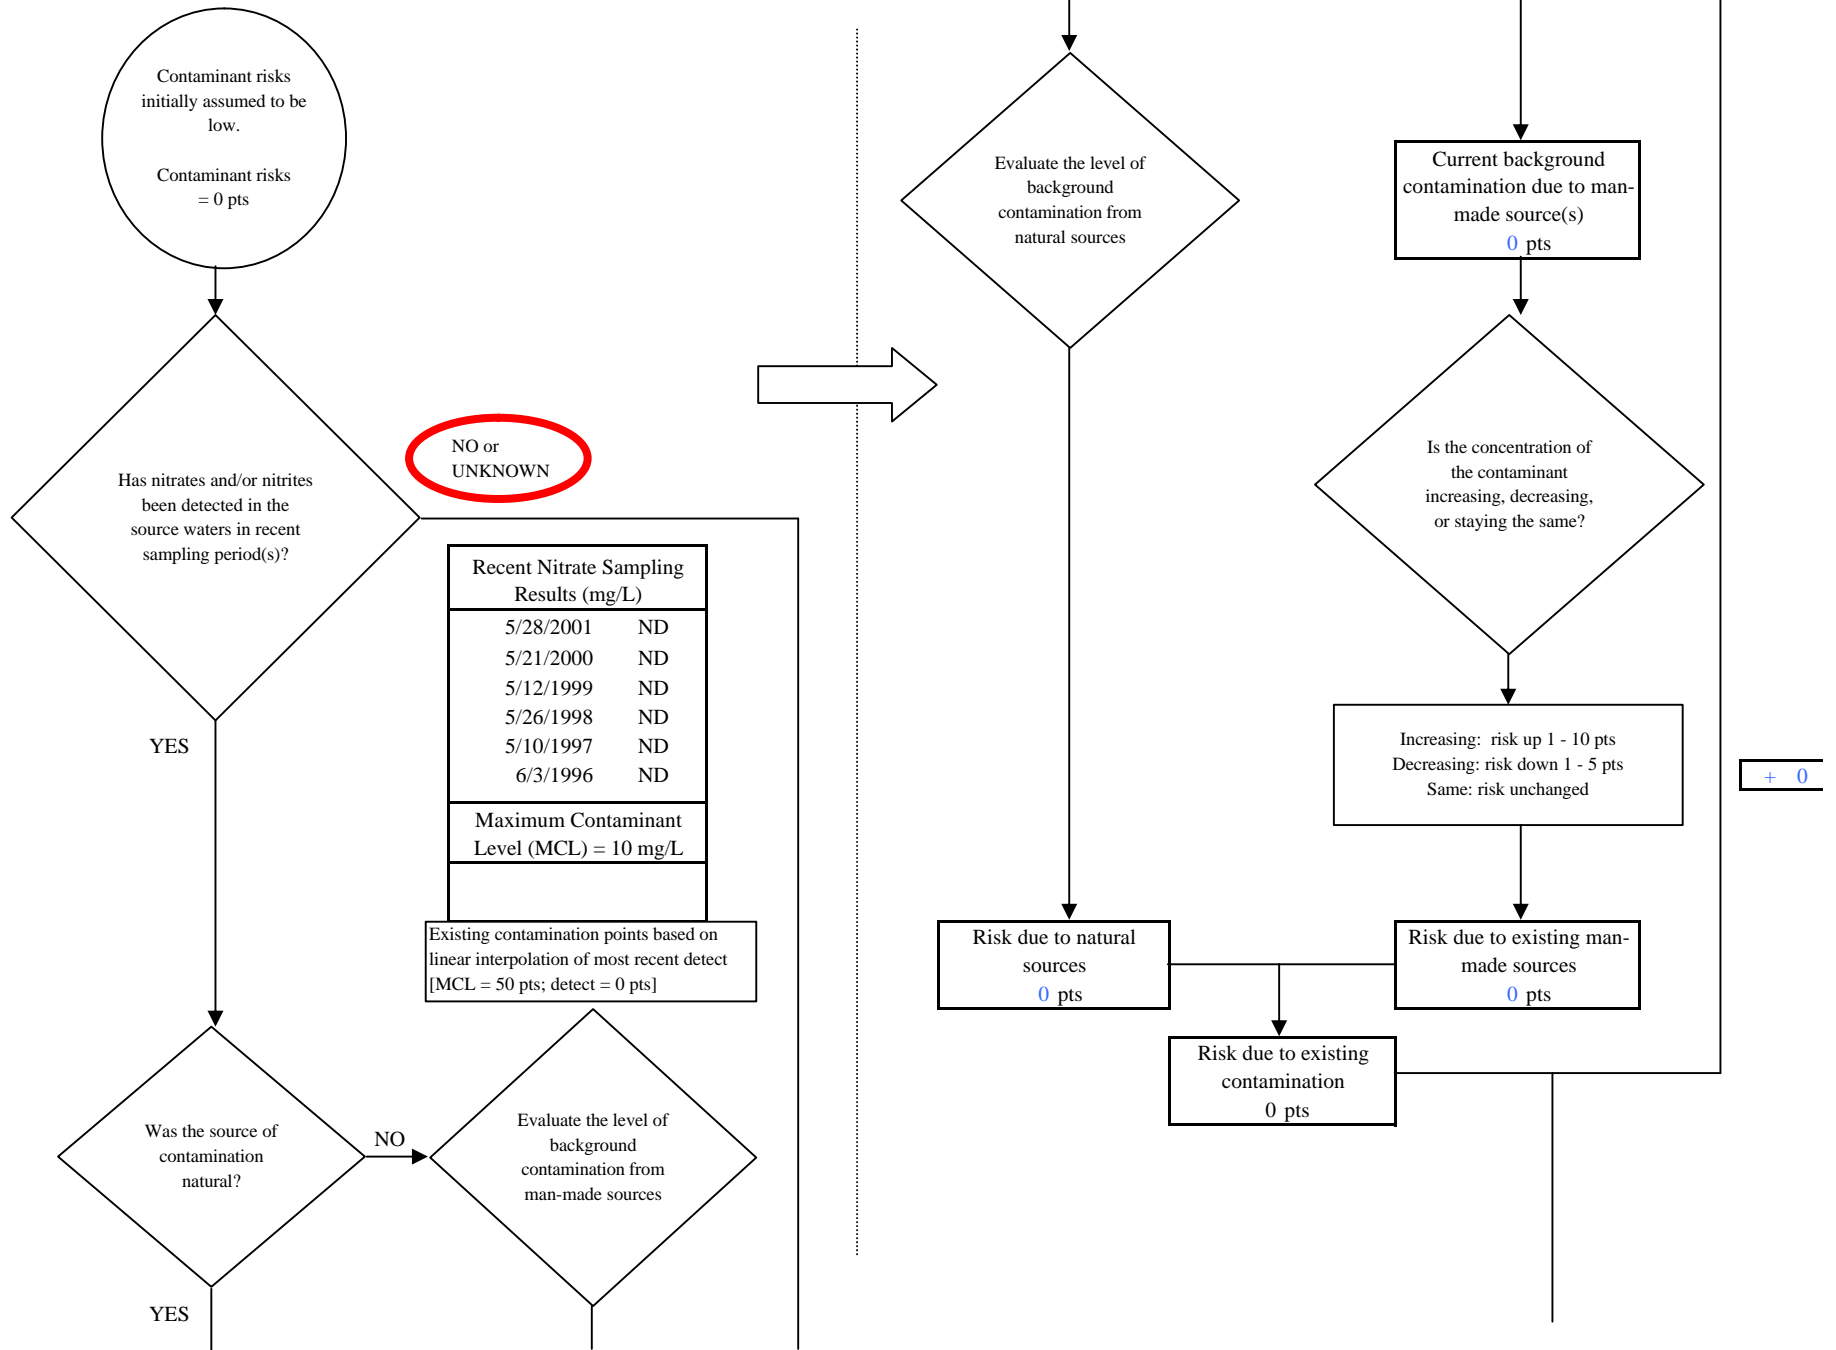 Contaminant risks
initially assumed to be
low.
Contaminant risks
= 0 pts
Has nitrates and/or nitrites
been detected in the
source waters in recent
sampling period(s)?
NO or
UNKNOWN
YES
Recent Nitrate Sampling
Results (mg/L)
5/28/2001 ND
5/21/2000 ND
5/12/1999 ND
5/26/1998 ND
5/10/1997 ND
6/3/1996 ND
Maximum Contaminant
Level (MCL) = 10 mg/L
Existing contamination points based on
linear interpolation of most recent detect
[MCL = 50 pts; detect = 0 pts]
Was the source of
contamination
natural?
NO
YES
Evaluate the level of
background
contamination from
man-made sources
Evaluate the level of
background
contamination from
natural sources
Current background
contamination due to man-
made source(s)
0 pts
Is the concentration of
the contaminant
increasing, decreasing,
or staying the same?
Increasing: risk up 1 - 10 pts
Decreasing: risk down 1 - 5 pts
Same: risk unchanged
+ 0
Risk due to natural
sources
0 pts
Risk due to existing man-
made sources
0 pts
Risk due to existing
contamination
0 pts